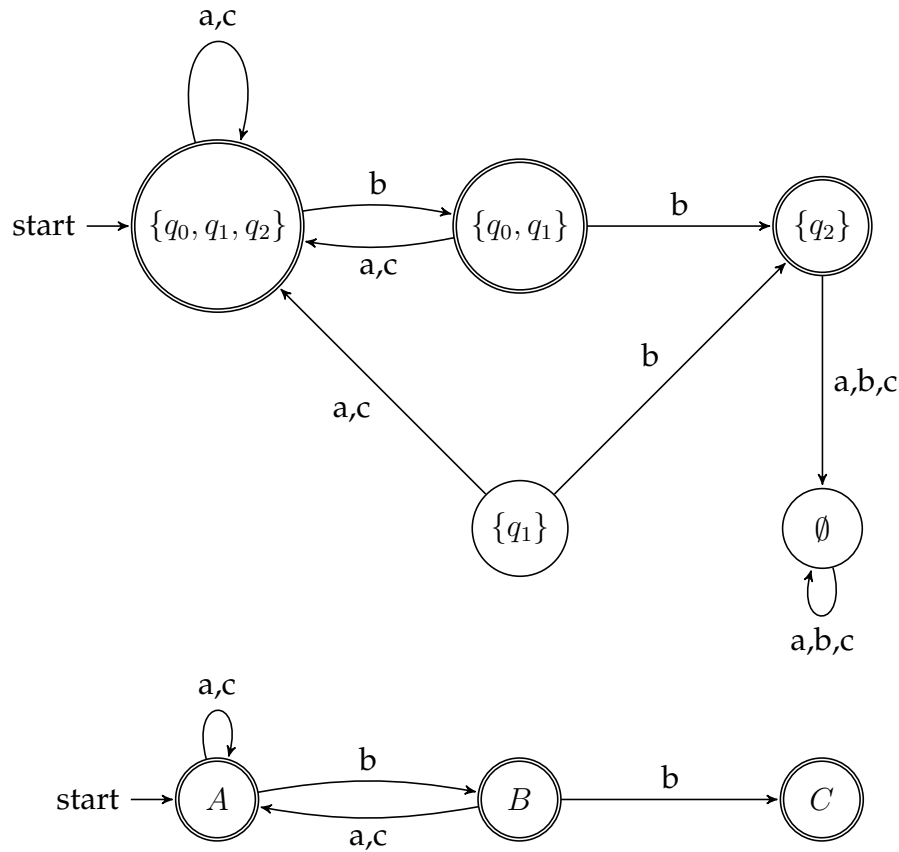 a,c
b
b
start
{q₀, q₁, q₂}
{q₀, q₁}
{q₂}
a,c
b
a,b,c
a,c
{q₁}
∅
a,b,c
a,c
b
b
start
A
B
C
a,c